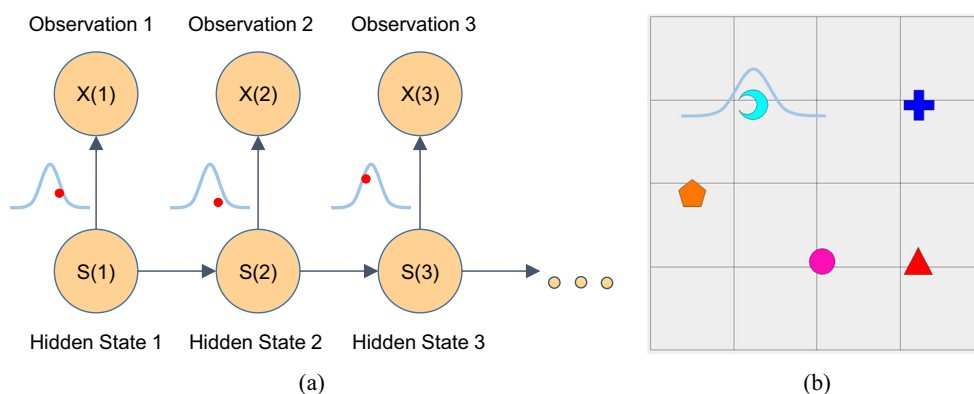 Observation 1 Observation 2 Observation 3
X(1) X(2) X(3)
S(1) S(2) S(3)
Hidden State 1 Hidden State 2 Hidden State 3
(a) (b)